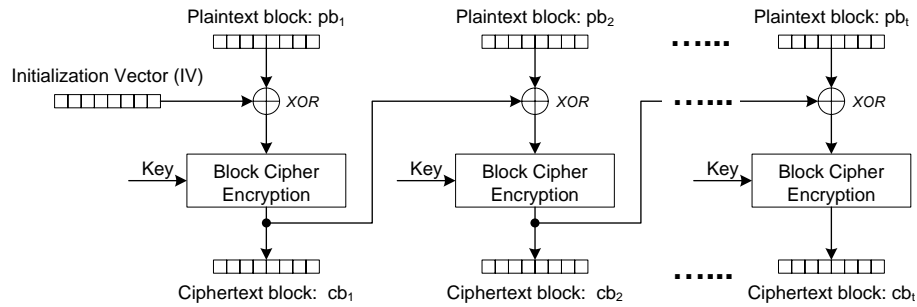 Plaintext block: pb₁
Plaintext block: pb₂
Plaintext block: pbₜ
Initialization Vector (IV)
XOR
XOR
XOR
Key
Block Cipher
Encryption
Key
Block Cipher
Encryption
Key
Block Cipher
Encryption
Ciphertext block: cb₁
Ciphertext block: cb₂
Ciphertext block: cbₜ